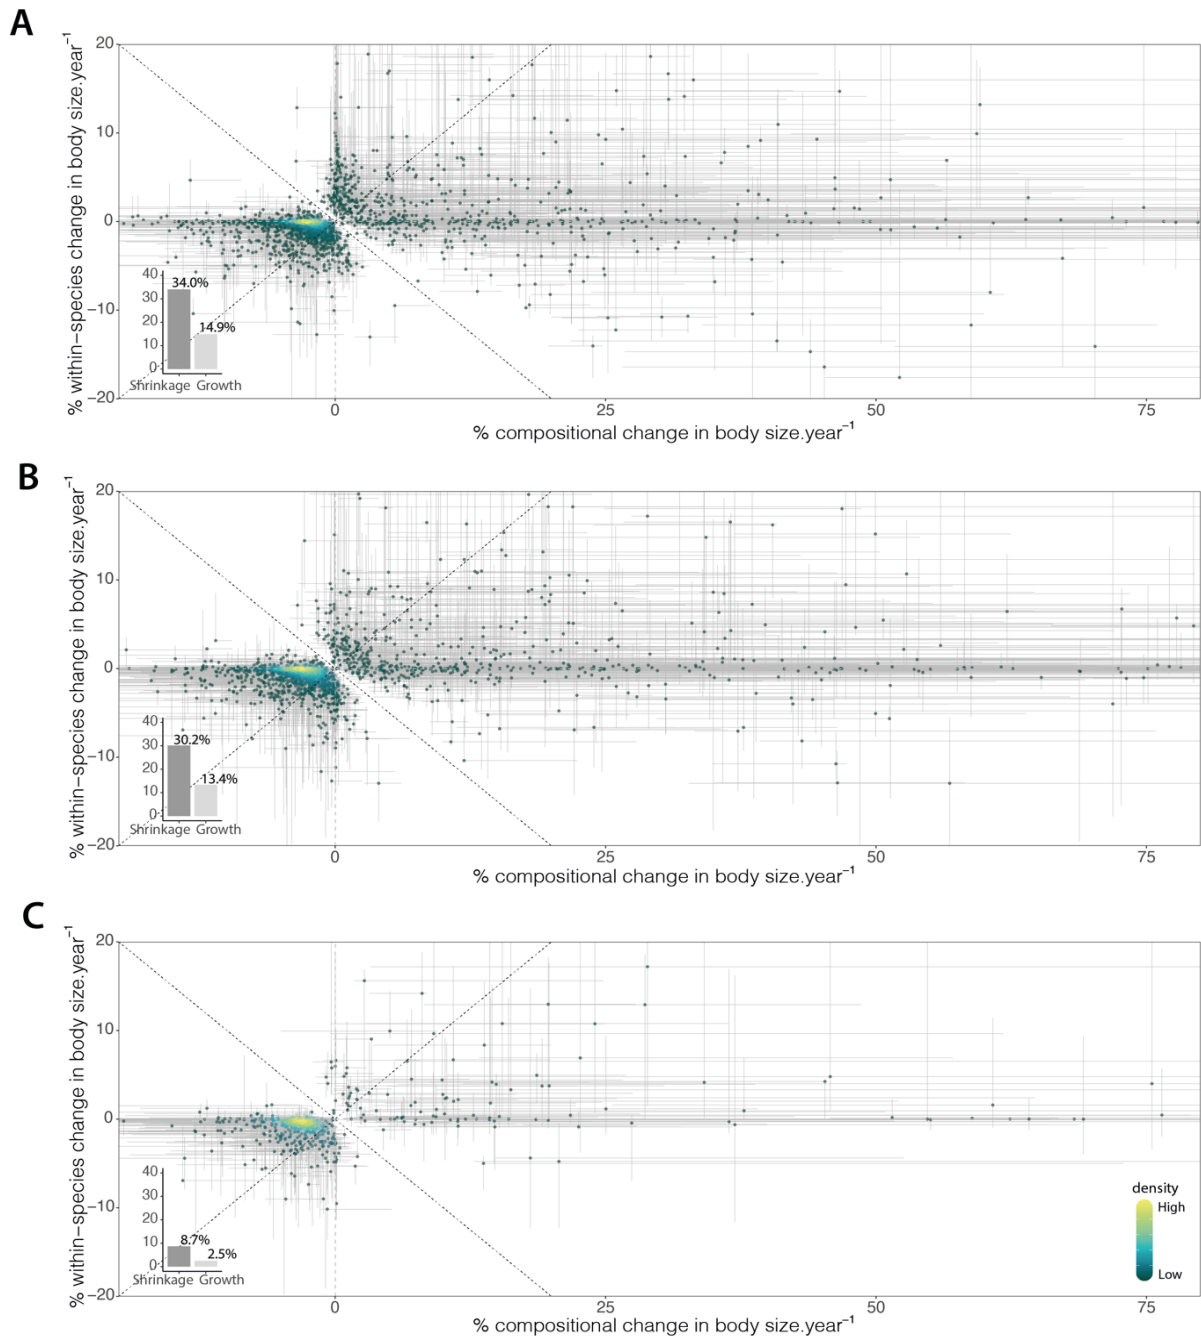 A
20
10
0
−10
−20
% within−species change in body size.year⁻¹
40
30
20
10
0
34.0%
14.9%
Shrinkage Growth
0 25 50 75
% compositional change in body size.year⁻¹
B
20
10
0
−10
−20
% within−species change in body size.year⁻¹
40
30
20
10
0
30.2%
13.4%
Shrinkage Growth
0 25 50 75
% compositional change in body size.year⁻¹
C
20
10
0
−10
−20
% within−species change in body size.year⁻¹
40
30
20
10
0
8.7%
2.5%
Shrinkage Growth
density
High
Low
0 25 50 75
% compositional change in body size.year⁻¹